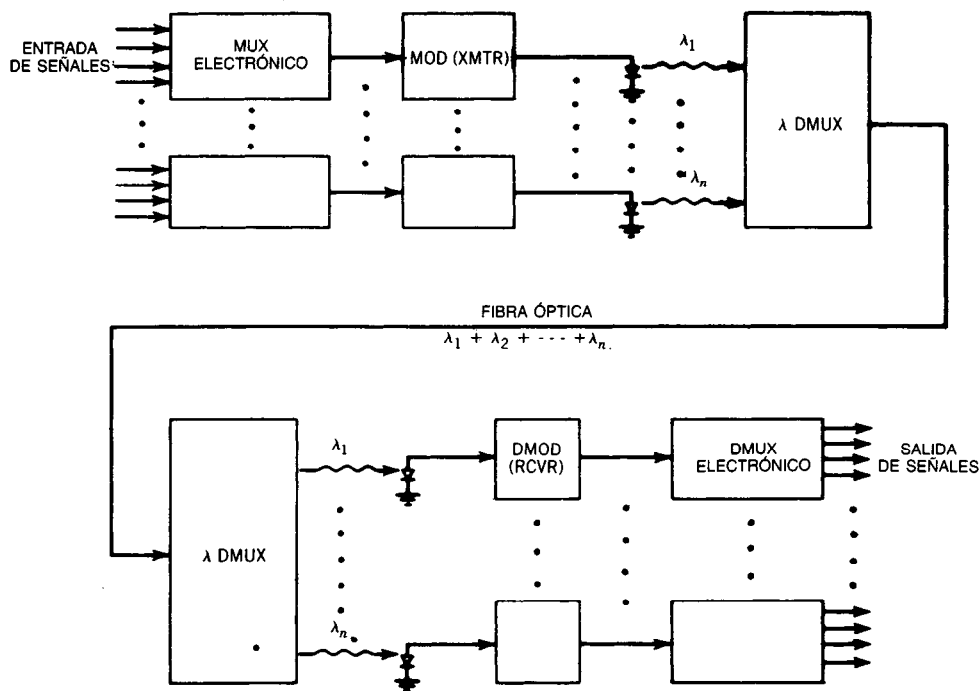 ENTRADA
DE SEÑALES
MUX
ELECTRÓNICO
MOD (XMTR)
λ1
λn
λ DMUX
FIBRA ÓPTICA
λ1 + λ2 + - - - - +λn.
λ DMUX
λ1
λn
DMOD
(RCVR)
DMUX
ELECTRÓNICO
SALIDA
DE SEÑALES